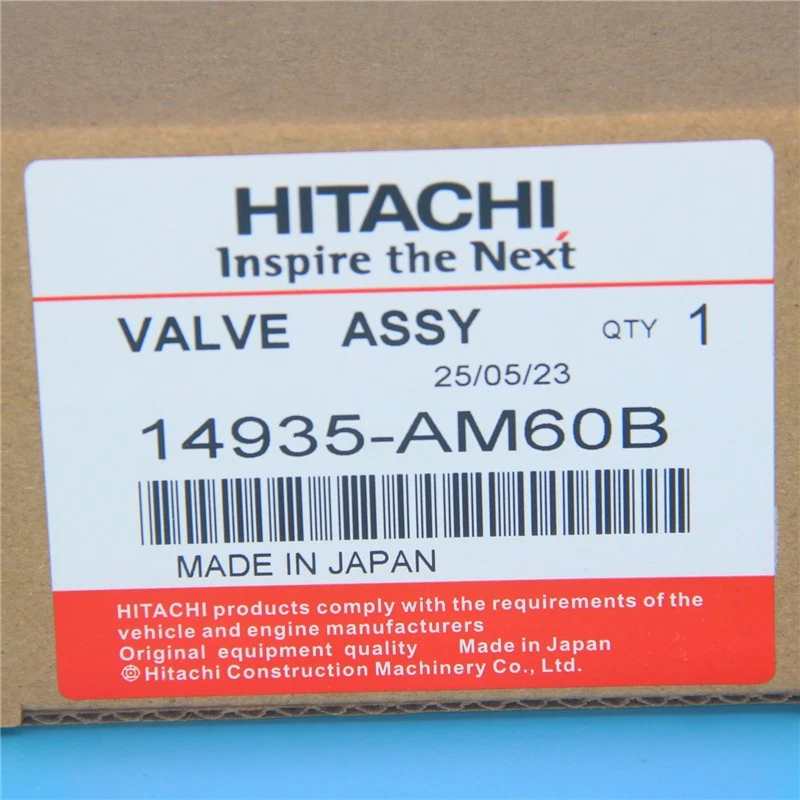 HITACHI
Inspire the Next
VALVE ASSY QTY 1
25/05/23
14935-AM60B
MADE IN JAPAN
HITACHI products comply with the requirements of the
vehicle and engine manufacturers
Original equipment quality Made in Japan
Hitachi Construction Machinery Co., Ltd.